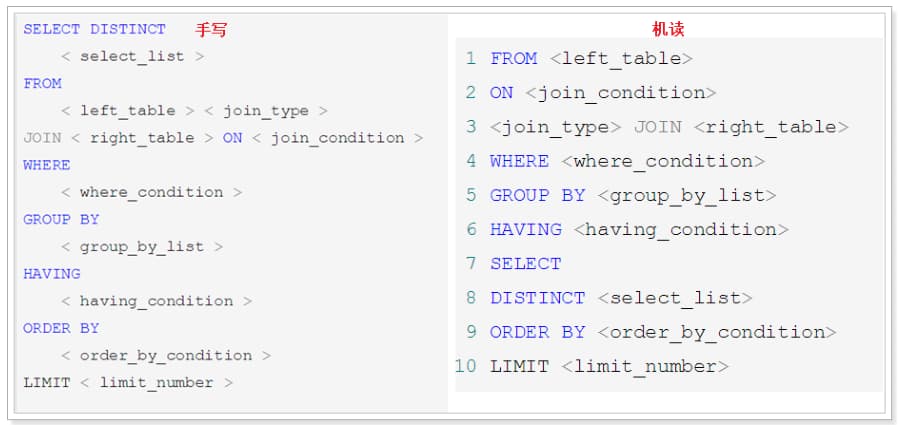 SELECT DISTINCT 手写
< select_list >
FROM
< left_table > < join_type >
JOIN < right_table > ON < join_condition >
WHERE
< where_condition >
GROUP BY
< group_by_list >
HAVING
< having_condition >
ORDER BY
< order_by_condition >
LIMIT < limit_number >
机读
1 FROM <left_table>
2 ON <join_condition>
3 <join_type> JOIN <right_table>
4 WHERE <where_condition>
5 GROUP BY <group_by_list>
6 HAVING <having_condition>
7 SELECT
8 DISTINCT <select_list>
9 ORDER BY <order_by_condition>
10 LIMIT <limit_number>